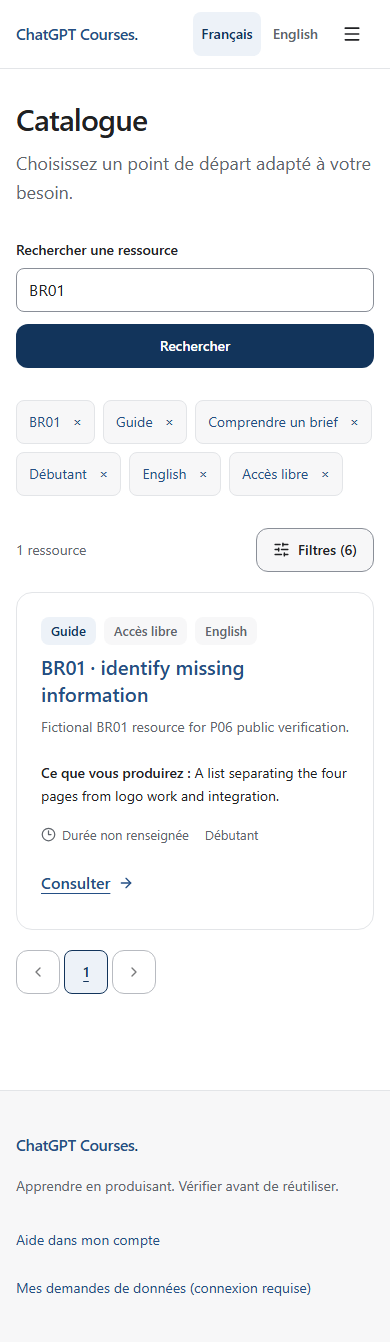 ChatGPT Courses.
Français English
Catalogue
Choisissez un point de départ adapté à votre
besoin.
Rechercher une ressource
BR01
Rechercher
BR01 × Guide × Comprendre un brief ×
Débutant × English × Accès libre ×
1 ressource
Filtres (6)
Guide Accès libre English
BR01 · identify missing
information
Fictional BR01 resource for P06 public verification.
Ce que vous produirez : A list separating the four
pages from logo work and integration.
Durée non renseignée Débutant
Consulter →
1
ChatGPT Courses.
Apprendre en produisant. Vérifier avant de réutiliser.
Aide dans mon compte
Mes demandes de données (connexion requise)